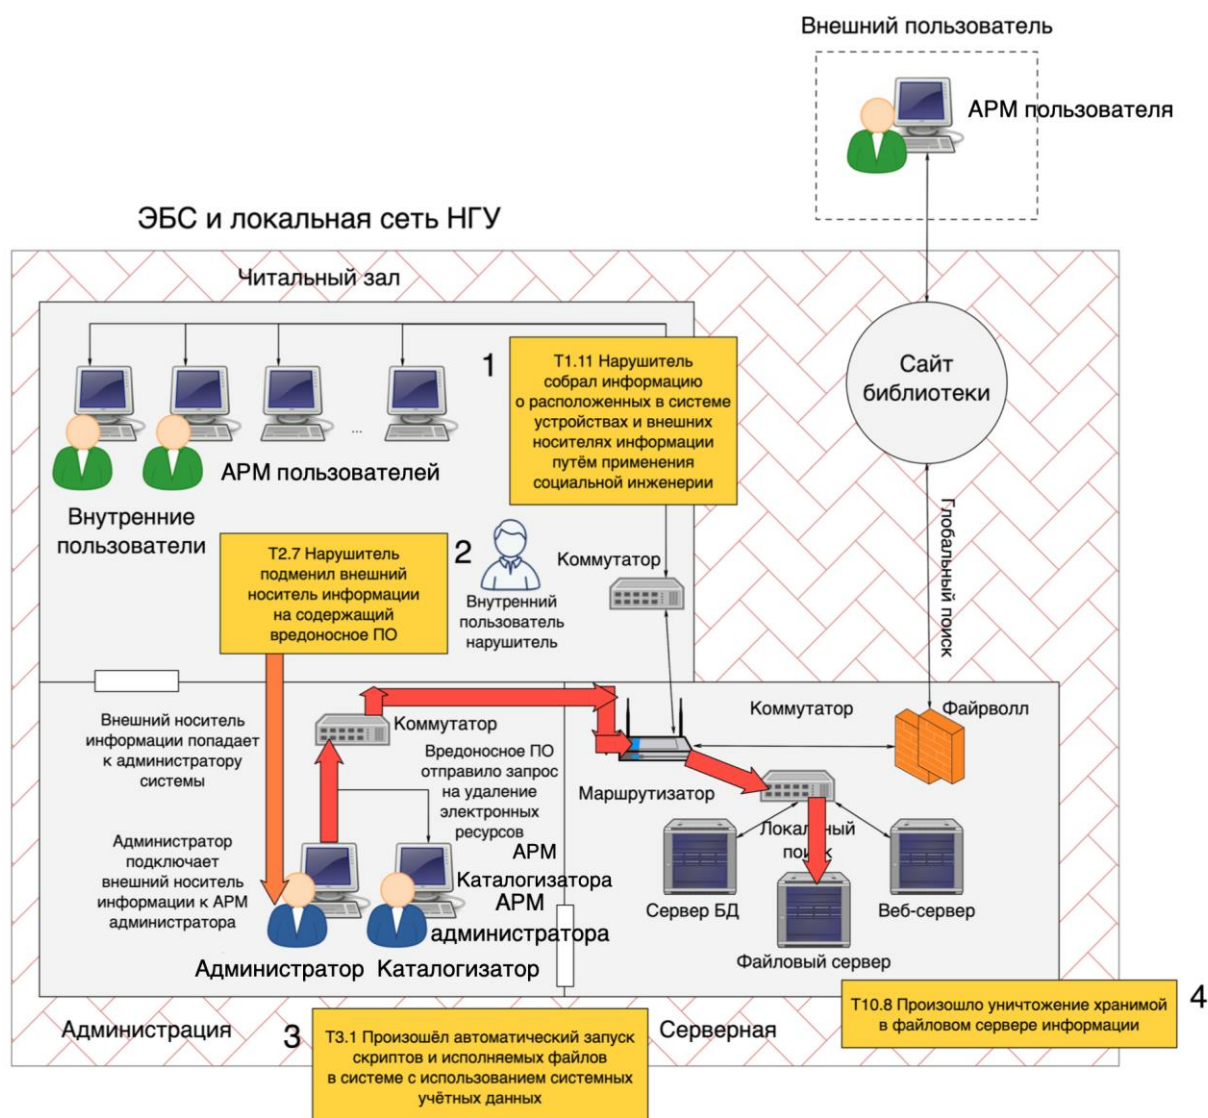 Внешний пользователь
АРМ пользователя
ЭБС и локальная сеть НГУ
Читальный зал
1
Т1.11 Нарушитель
собрал информацию
о расположенных в системе
устройствах и внешних
носителях информации
путём применения
социальной инженерии
Сайт
библиотеки
...
АРМ пользователей
Внутренние
пользователи
Т2.7 Нарушитель
подменил внешний
носитель информации
на содержащий
вредоносное ПО
2
Внутренний
пользователь
нарушитель
Коммутатор
Глобальный поиск
Внешний носитель
информации попадает
к администратору
системы
Коммутатор
Вредоносное ПО
отправило запрос
на удаление
электронных
ресурсов
Администратор
подключает
внешний носитель
информации к АРМ
администратора
АРМ
Каталогизатора
АРМ
администратора
Администратор
Каталогизатор
Коммутатор
Файрволл
Маршрутизатор
Локальный
поиск
Сервер БД
Веб-сервер
Файловый сервер
Администрация
3
Т3.1 Произошёл автоматический запуск
скриптов и исполняемых файлов
в системе с использованием системных
учётных данных
Серверная
Т10.8 Произошло уничтожение хранимой
в файловом сервере информации
4